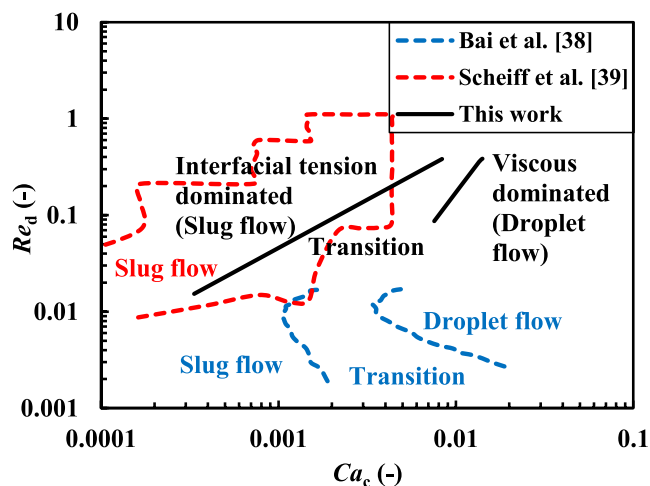 10
1
0.1
0.01
0.001
Re_d (-)
Bai et al. [38]
Scheiff et al. [39]
This work
Interfacial tension
dominated
(Slug flow)
Viscous
dominated
(Droplet
flow)
Transition
Slug flow
Droplet flow
Slug flow
Transition
0.0001
0.001
0.01
0.1
Ca_c (-)